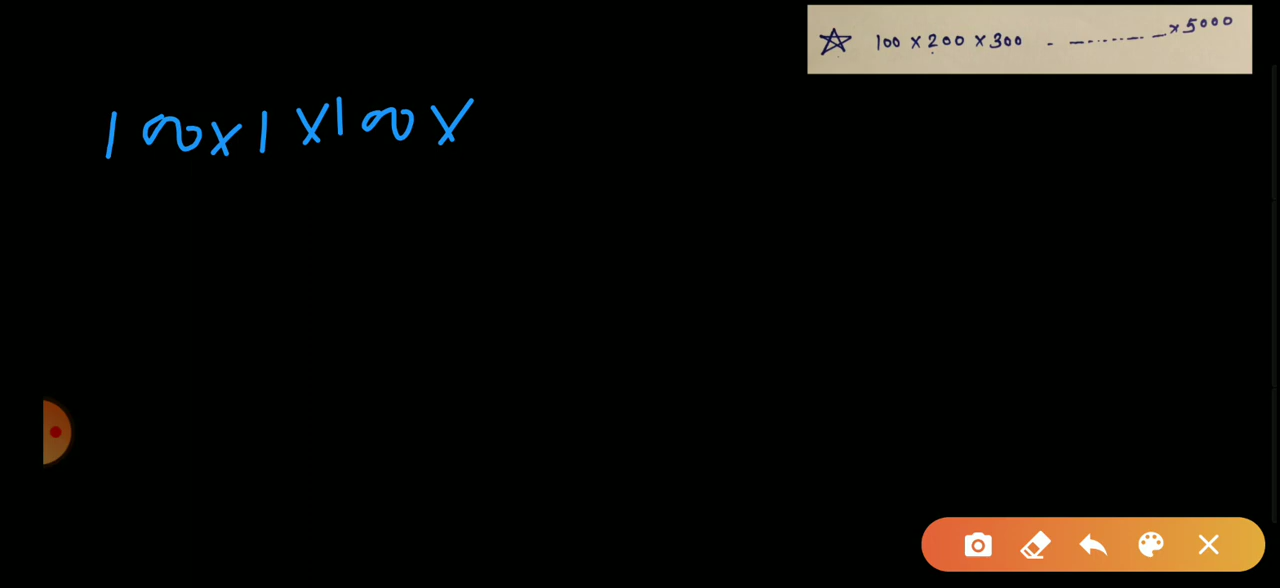 ☆ 100 × 200 × 300 - -------- × 5000
100 × 1 × 100 ×